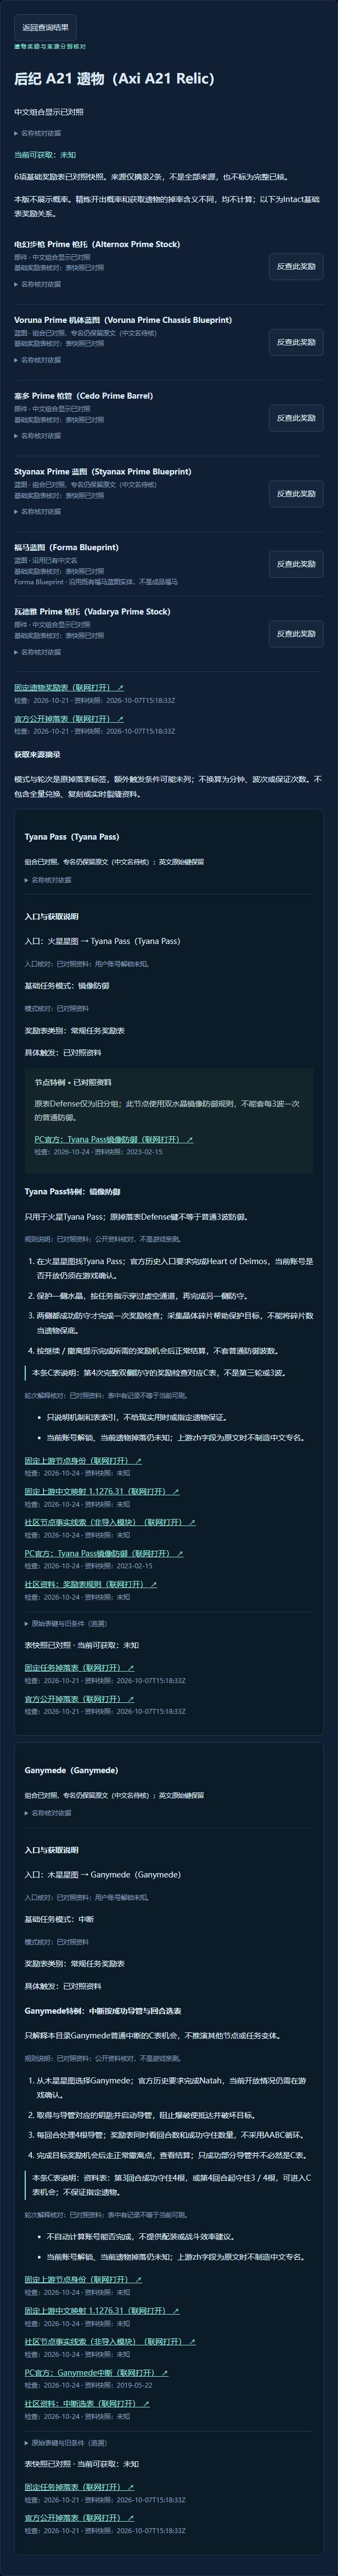 返回查询结果
遗物奖励与来源分别核对
后纪 A21 遗物（Axi A21 Relic）
中文组合显示已对照
▸ 名称核对依据
当前可获取：未知
6项基础奖励表已对照快照。来源仅摘录2条，不是全部来源，也不标为完整已核。
本版不展示概率。精炼开出概率和获取遗物的掉率含义不同，均不计算；以下为Intact基础
表奖励关系。
电幻步枪 Prime 枪托（Alternox Prime Stock）
部件 · 中文组合显示已对照
基础奖励表核对：表快照已对照
▸ 名称核对依据
反查此奖励
Voruna Prime 机体蓝图（Voruna Prime Chassis Blueprint）
蓝图 · 组合已对照，专名仍保留原文（中文名待核）
基础奖励表核对：表快照已对照
▸ 名称核对依据
反查此奖励
塞多 Prime 枪管（Cedo Prime Barrel）
部件 · 中文组合显示已对照
基础奖励表核对：表快照已对照
▸ 名称核对依据
反查此奖励
Styanax Prime 蓝图（Styanax Prime Blueprint）
蓝图 · 组合已对照，专名仍保留原文（中文名待核）
基础奖励表核对：表快照已对照
▸ 名称核对依据
反查此奖励
福马蓝图（Forma Blueprint）
蓝图 · 沿用已有中文名
基础奖励表核对：表快照已对照
Forma Blueprint · 沿用既有福马蓝图实体，不是成品福马
反查此奖励
瓦德雅 Prime 枪托（Vadarya Prime Stock）
部件 · 中文组合显示已对照
基础奖励表核对：表快照已对照
▸ 名称核对依据
反查此奖励
固定遗物奖励表（联网打开） ↗
检查：2026-10-21 · 资料快照：2026-10-07T15:18:33Z
官方公开掉落表（联网打开） ↗
检查：2026-10-21 · 资料快照：2026-10-07T15:18:33Z
获取来源摘录
模式与轮次是原掉落表标签，额外触发条件可能未列；不换算为分钟、波次或保证次数。不
包含全量兑换、复刻或实时裂缝资料。
Tyana Pass（Tyana Pass）
组合已对照，专名仍保留原文（中文名待核）；英文原始键保留
▸ 名称核对依据
入口与获取说明
入口：火星星图 → Tyana Pass（Tyana Pass）
入口核对：已对照资料；用户账号解锁未知。
基础任务模式：镜像防御
模式核对：已对照资料
奖励表类别：常规任务奖励表
具体触发：已对照资料
节点特例 · 已对照资料
原表Defense仅为旧分组；此节点使用双水晶镜像防御规则，不能套每3波一次
的普通防御。
PC官方：Tyana Pass镜像防御（联网打开） ↗
检查：2026-10-24 · 资料快照：2023-02-15
Tyana Pass特例：镜像防御
只用于火星Tyana Pass；原掉落表Defense键不等于普通3波防御。
规则说明：已对照资料；公开资料核对，不是游戏亲测。
1. 在火星星图找Tyana Pass；官方历史入口要求完成Heart of Deimos，当前账号是
否开放仍须在游戏确认。
2. 保护一侧水晶，按任务指示穿过虚空通道，再完成另一侧防守。
3. 两侧都成功防守才完成一次奖励检查；采集晶体碎片帮助保护目标，不能将碎片数
当遗物保底。
4. 按继续 / 撤离提示完成所需的奖励机会后正常结算，不套普通防御波数。
本条C表说明：第4次完整双侧防守的奖励检查对应C表，不是第三轮或3波。
轮次解释核对：已对照资料；表中有记录不等于当前可刷。
• 只说明机制和表索引，不给现实用时或指定遗物保证。
• 当前账号解锁、当前遗物掉落仍未知；上游zh字段为原文时不制造中文专名。
固定上游节点身份（联网打开） ↗
检查：2026-10-24 · 资料快照：未知
固定上游中文映射 1.1276.31（联网打开） ↗
检查：2026-10-24 · 资料快照：未知
社区节点事实线索（非导入模块）（联网打开） ↗
检查：2026-10-24 · 资料快照：未知
PC官方：Tyana Pass镜像防御（联网打开） ↗
检查：2026-10-24 · 资料快照：2023-02-15
社区资料：奖励表规则（联网打开） ↗
检查：2026-10-24 · 资料快照：未知
▸ 原始表键与旧条件（追溯）
表快照已对照 · 当前可获取：未知
固定任务掉落表（联网打开） ↗
检查：2026-10-21 · 资料快照：2026-10-07T15:18:33Z
官方公开掉落表（联网打开） ↗
检查：2026-10-21 · 资料快照：2026-10-07T15:18:33Z
Ganymede（Ganymede）
组合已对照，专名仍保留原文（中文名待核）；英文原始键保留
▸ 名称核对依据
入口与获取说明
入口：木星星图 → Ganymede（Ganymede）
入口核对：已对照资料；用户账号解锁未知。
基础任务模式：中断
模式核对：已对照资料
奖励表类别：常规任务奖励表
具体触发：已对照资料
Ganymede特例：中断按成功导管与回合选表
只解释本目录Ganymede普通中断的C表机会，不推演其他节点或任务变体。
规则说明：已对照资料；公开资料核对，不是游戏亲测。
1. 从木星星图选择Ganymede；官方历史要求完成Natah，当前开放情况仍需在游
戏确认。
2. 取得与导管对应的钥匙并启动导管，阻止爆破使抵达并破坏目标。
3. 每回合处理4根导管；奖励表同时看回合数和成功守住数量，不采用AABC循环。
4. 完成目标奖励机会后走正常撤离点，查看结算；只成功部分导管并不必然是C表。
本条C表说明：资料表：第3回合成功守住4根，或第4回合起守住3 / 4根，可进入C
表机会；不保证指定遗物。
轮次解释核对：已对照资料；表中有记录不等于当前可刷。
• 不自动计算账号能否完成，不提供配装或战斗效率建议。
• 当前账号解锁、当前遗物掉落仍未知；上游zh字段为原文时不制造中文专名。
固定上游节点身份（联网打开） ↗
检查：2026-10-24 · 资料快照：未知
固定上游中文映射 1.1276.31（联网打开） ↗
检查：2026-10-24 · 资料快照：未知
社区节点事实线索（非导入模块）（联网打开） ↗
检查：2026-10-24 · 资料快照：未知
PC官方：Ganymede中断（联网打开） ↗
检查：2026-10-24 · 资料快照：2019-05-22
社区资料：中断选表（联网打开） ↗
检查：2026-10-24 · 资料快照：未知
▸ 原始表键与旧条件（追溯）
表快照已对照 · 当前可获取：未知
固定任务掉落表（联网打开） ↗
检查：2026-10-21 · 资料快照：2026-10-07T15:18:33Z
官方公开掉落表（联网打开） ↗
检查：2026-10-21 · 资料快照：2026-10-07T15:18:33Z